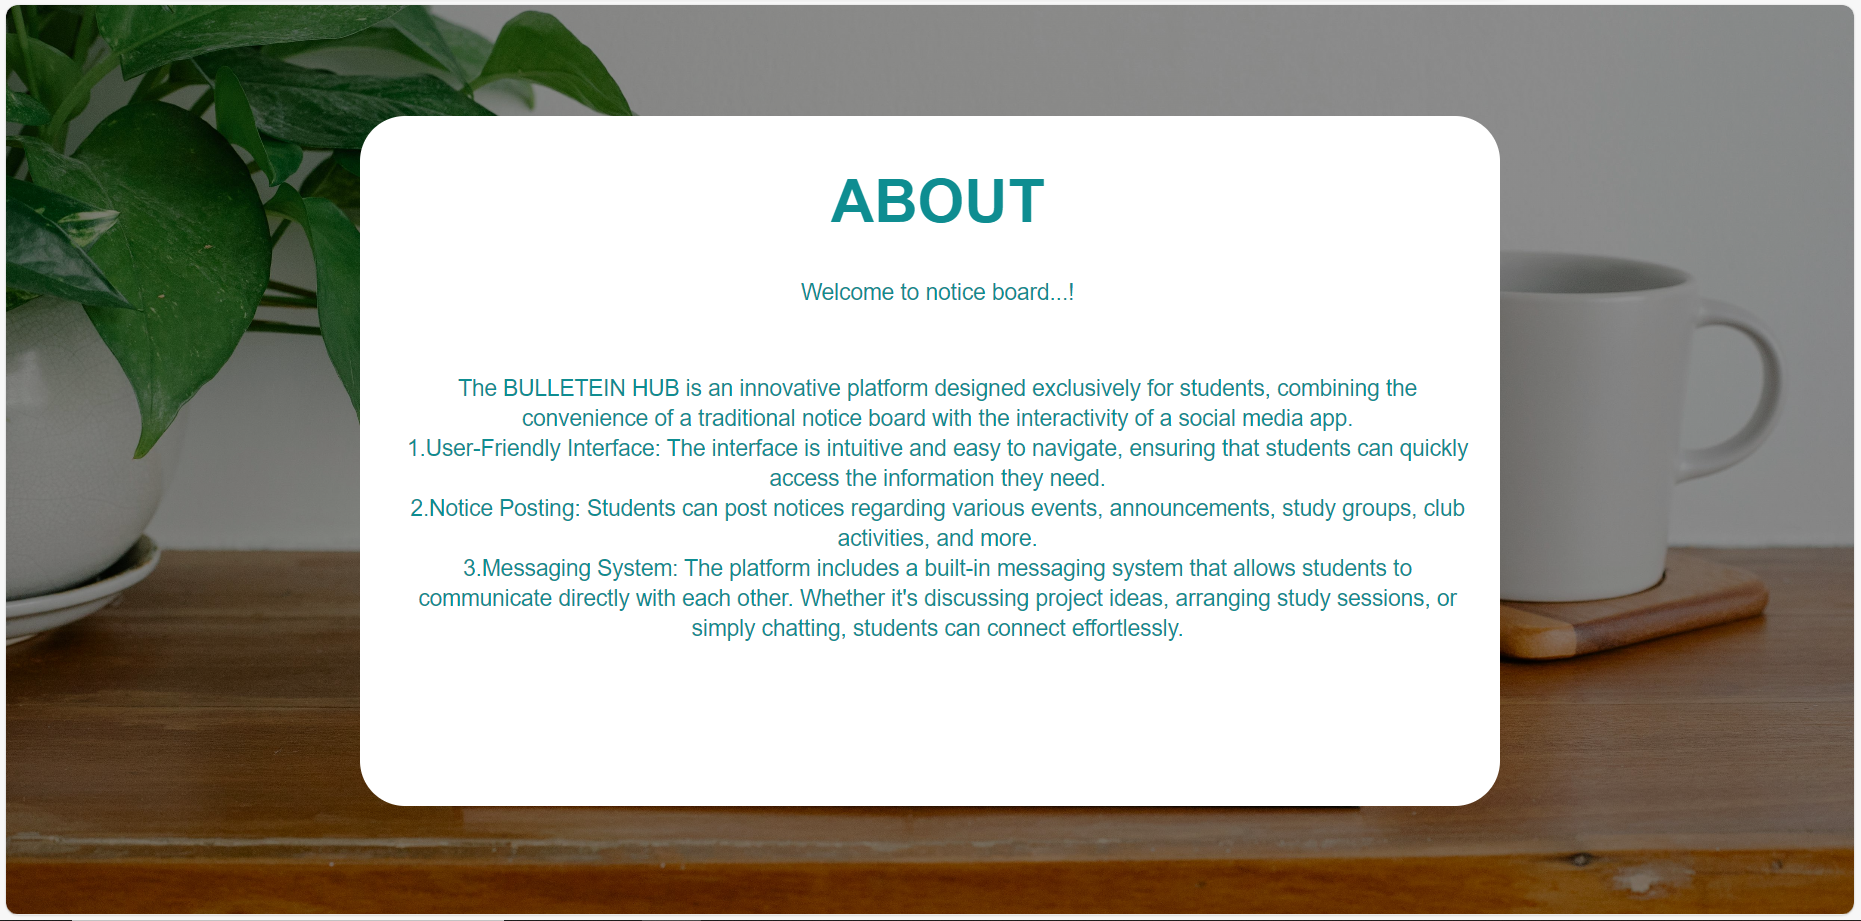 ABOUT
Welcome to notice board...!
The BULLETEIN HUB is an innovative platform designed exclusively for students, combining the
convenience of a traditional notice board with the interactivity of a social media app.
1.User-Friendly Interface: The interface is intuitive and easy to navigate, ensuring that students can quickly
access the information they need.
2.Notice Posting: Students can post notices regarding various events, announcements, study groups, club
activities, and more.
3.Messaging System: The platform includes a built-in messaging system that allows students to
communicate directly with each other. Whether it's discussing project ideas, arranging study sessions, or
simply chatting, students can connect effortlessly.